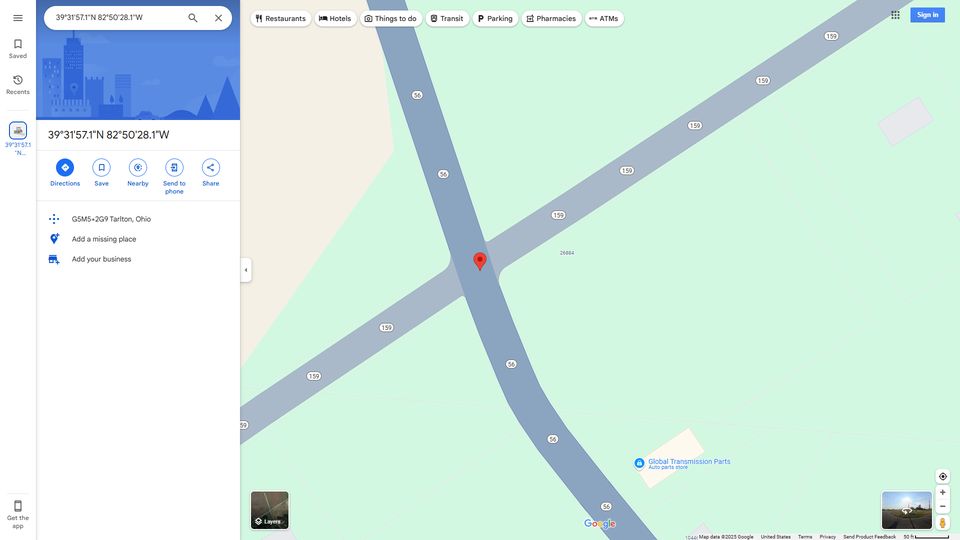 39°31'57.1"N 82°50'28.1"W
Restaurants
Hotels
Things to do
Transit
Parking
Pharmacies
ATMs
Sign in
Saved
Recents
39°31'57.1
"N...
39°31'57.1"N 82°50'28.1"W
Directions
Save
Nearby
Send to
phone
Share
G5M5+2G9 Tarlton, Ohio
Add a missing place
Add your business
Get the
app
159
159
159
159
159
159
159
59
56
56
56
56
56
26884
Global Transmission Parts
Auto parts store
Layers
Google
Map data ©2025 Google
United States
Terms
Privacy
Send Product Feedback
50 ft